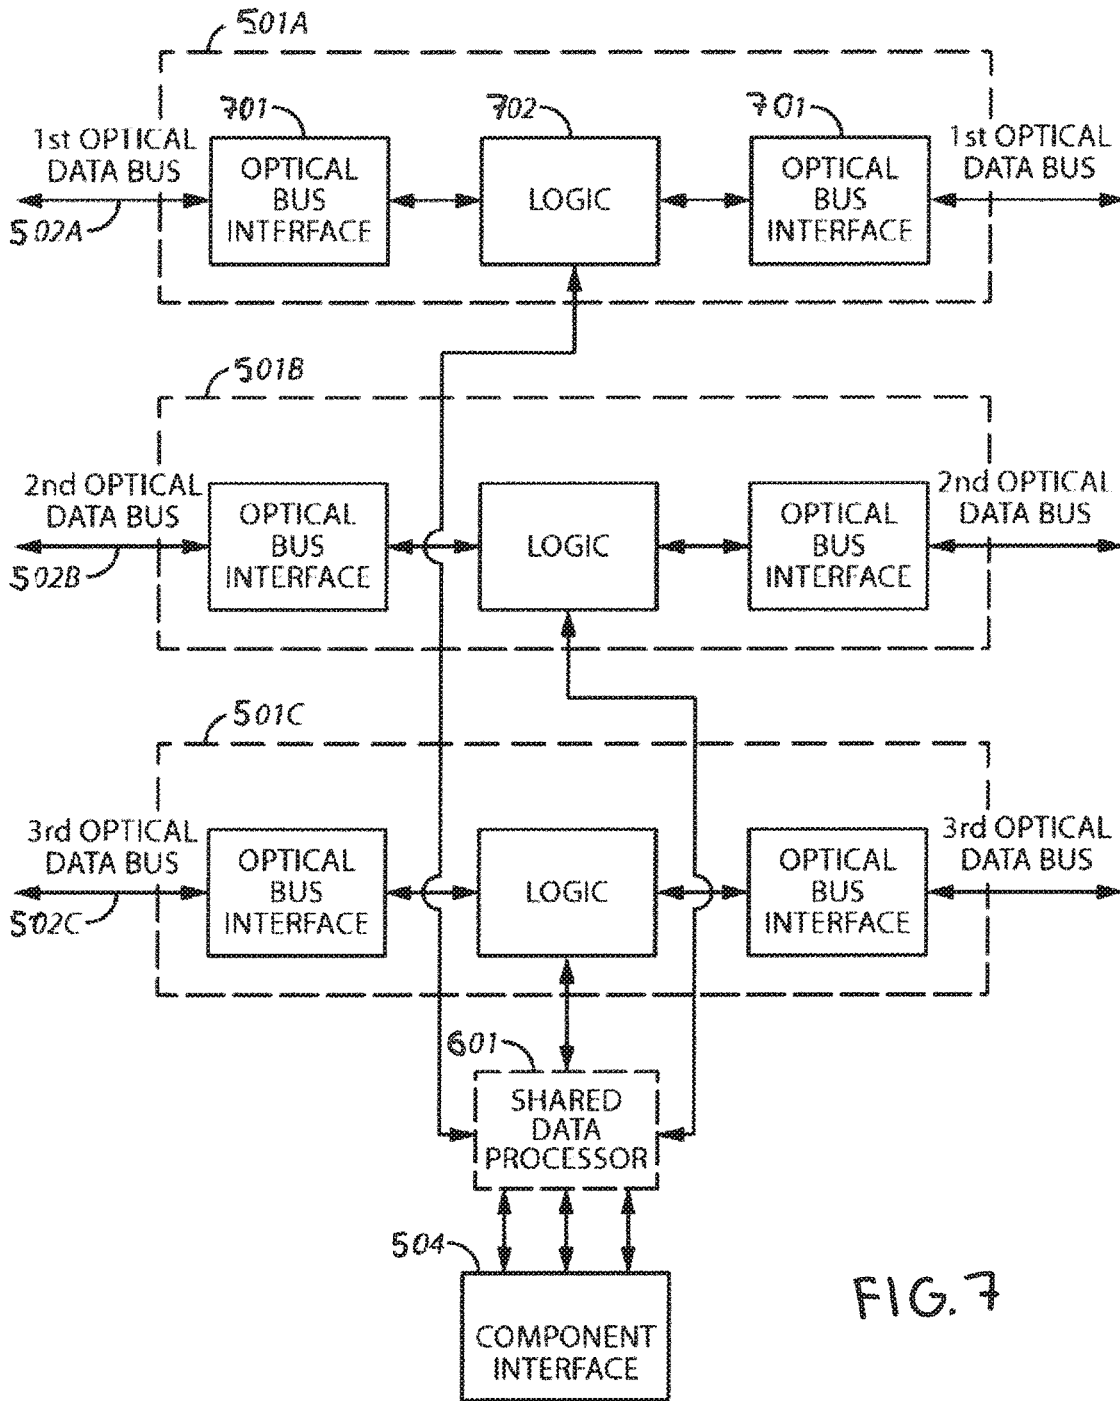 501A
701
702
701
1st OPTICAL
DATA BUS
OPTICAL
BUS
INTERFACE
LOGIC
OPTICAL
BUS
INTERFACE
1st OPTICAL
DATA BUS
502A
501B
2nd OPTICAL
DATA BUS
OPTICAL
BUS
INTERFACE
LOGIC
OPTICAL
BUS
INTERFACE
2nd OPTICAL
DATA BUS
502B
501C
3rd OPTICAL
DATA BUS
OPTICAL
BUS
INTERFACE
LOGIC
OPTICAL
BUS
INTERFACE
3rd OPTICAL
DATA BUS
502C
601
SHARED
DATA
PROCESSOR
504
COMPONENT
INTERFACE
FIG. 7